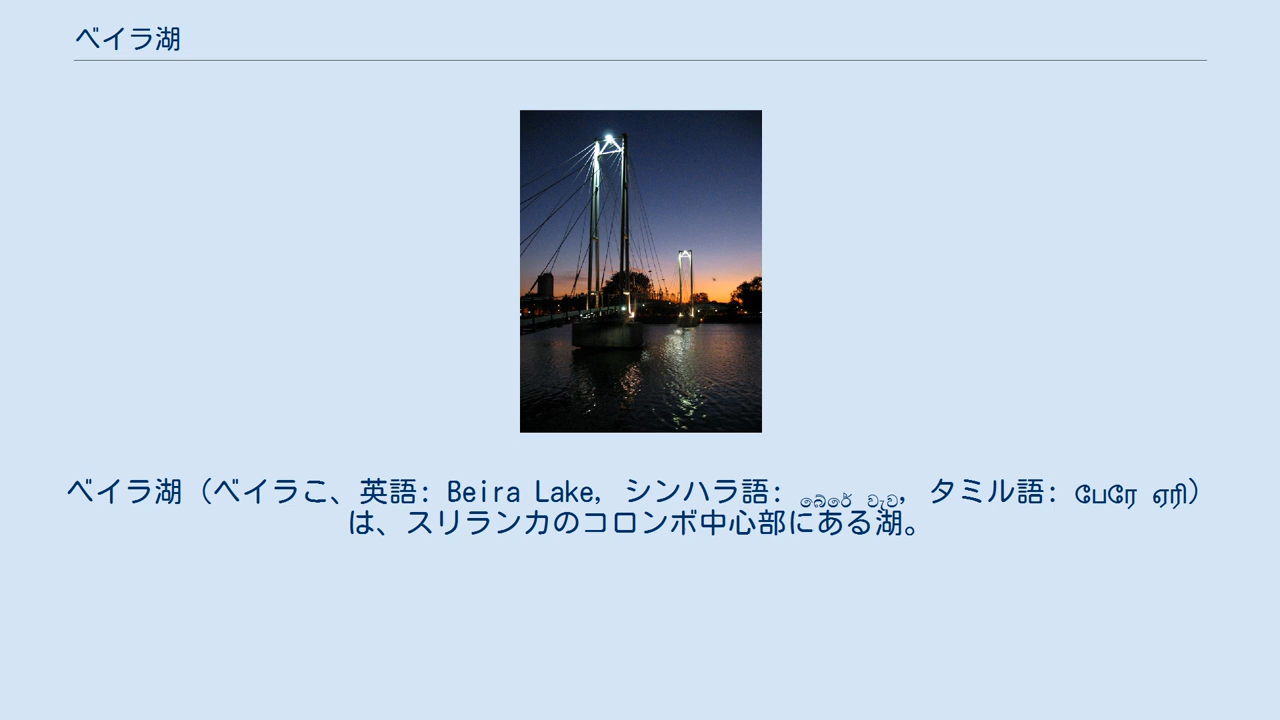 ベイラ湖
ベイラ湖（ベイラこ、英語: Beira Lake, シンハラ語: බේරේ වැව, タミル語: பேரே ஏரி）
は、スリランカのコロンボ中心部にある湖。